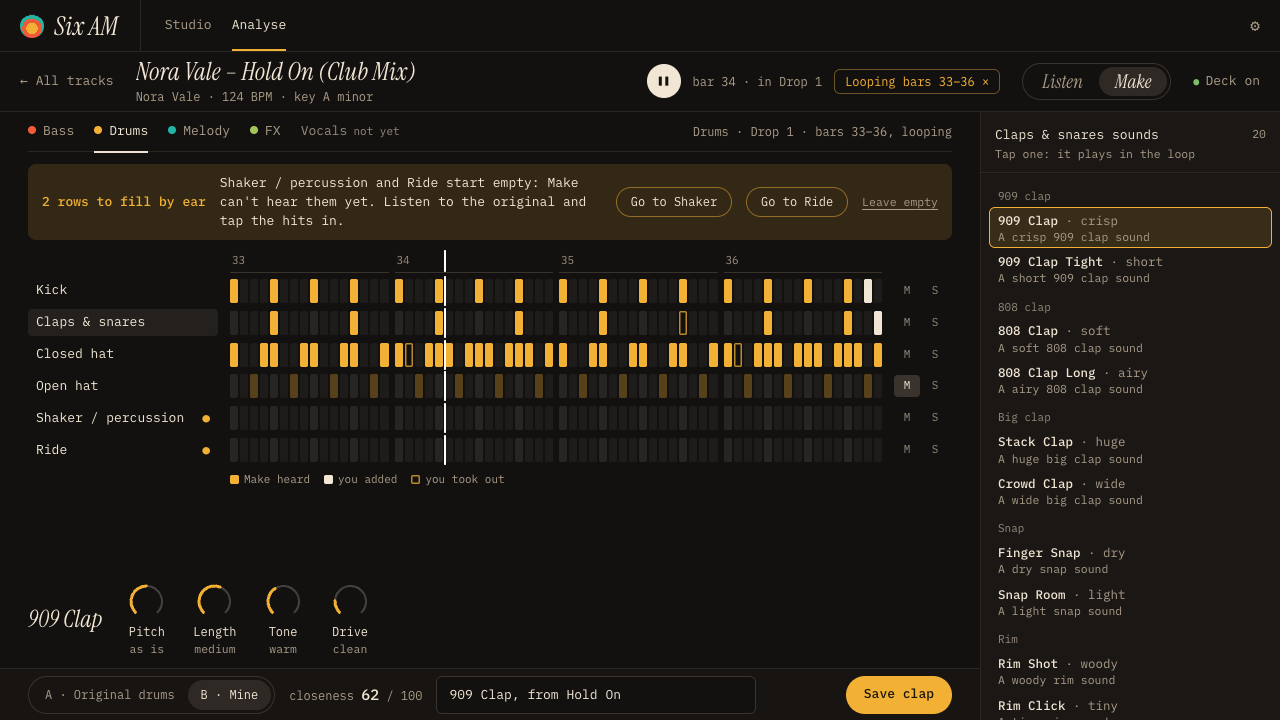 Six AM
Studio
Analyse
⚙
← All tracks
Nora Vale – Hold On (Club Mix)
Nora Vale · 124 BPM · key A minor
bar 34 · in Drop 1
Looping bars 33–36 ×
Listen
Make
● Deck on
Bass
Drums
Melody
FX
Vocals not yet
Drums · Drop 1 · bars 33–36, looping
2 rows to fill by ear
Shaker / percussion and Ride start empty: Make
can't hear them yet. Listen to the original and
tap the hits in.
Go to Shaker
Go to Ride
Leave empty
33
34
35
36
Kick
M
S
Claps & snares
M
S
Closed hat
M
S
Open hat
M
S
Shaker / percussion
M
S
Ride
M
S
Make heard
you added
you took out
909 Clap
Pitch
as is
Length
medium
Tone
warm
Drive
clean
A · Original drums
B · Mine
closeness 62 / 100
909 Clap, from Hold On
Save clap
Claps & snares sounds
20
Tap one: it plays in the loop
909 clap
909 Clap · crisp
A crisp 909 clap sound
909 Clap Tight · short
A short 909 clap sound
808 clap
808 Clap · soft
A soft 808 clap sound
808 Clap Long · airy
A airy 808 clap sound
Big clap
Stack Clap · huge
A huge big clap sound
Crowd Clap · wide
A wide big clap sound
Snap
Finger Snap · dry
A dry snap sound
Snap Room · light
A light snap sound
Rim
Rim Shot · woody
A woody rim sound
Rim Click · tiny